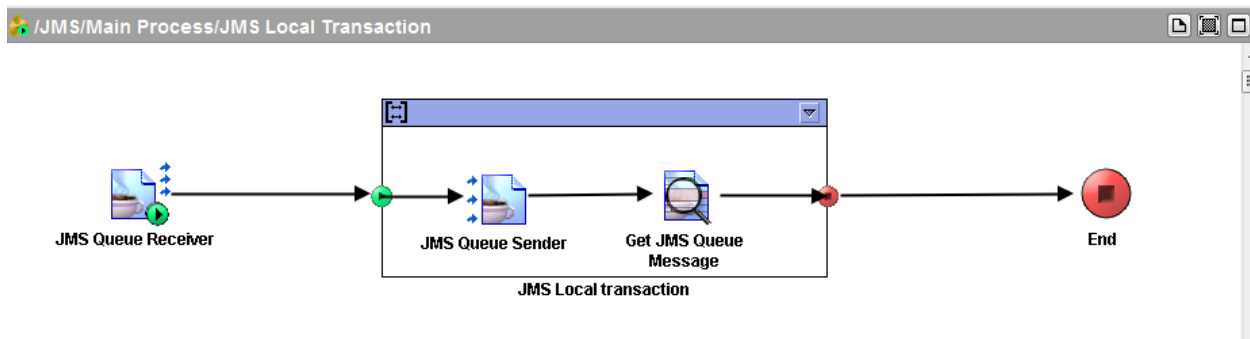 /JMS/Main Process/JMS Local Transaction
JMS Queue Receiver
JMS Queue Sender
Get JMS Queue
Message
End
JMS Local transaction